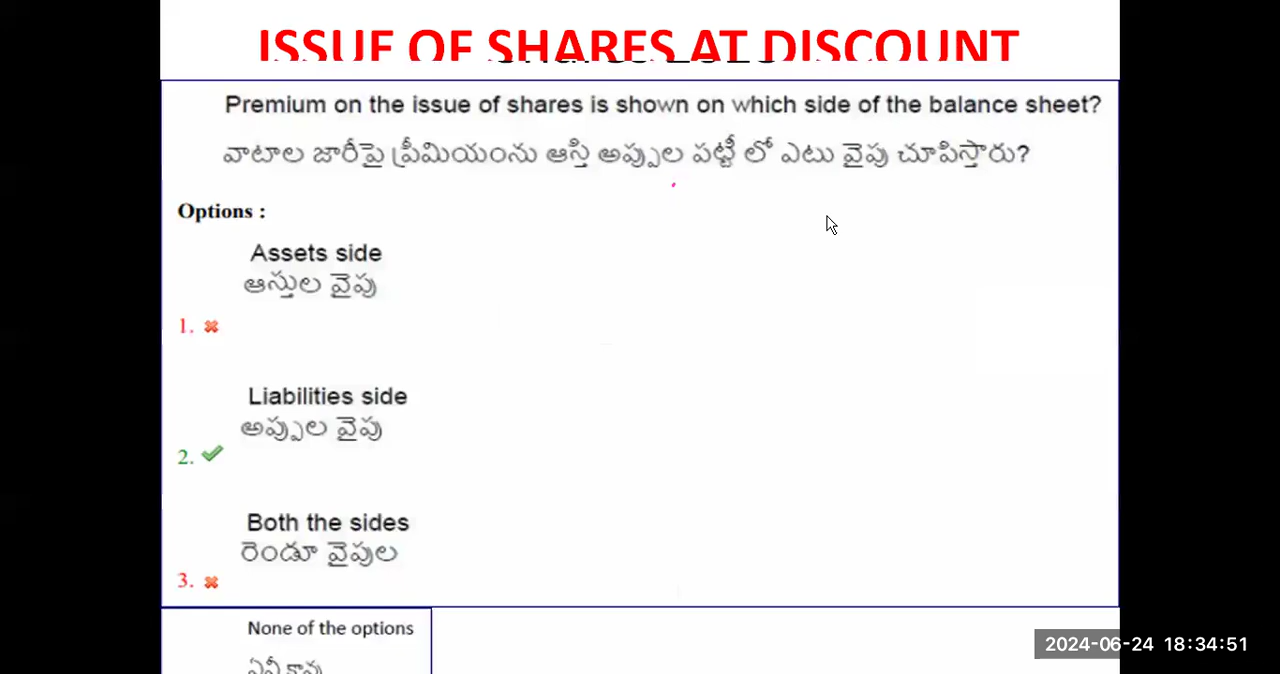 ISSUE OF SHARES AT DISCOUNT
Premium on the issue of shares is shown on which side of the balance sheet?
వాటాల జారీపై ప్రీమియంను ఆస్తి అప్పుల పట్టీ లో ఎటు వైపు చూపిస్తారు?
Options :
Assets side
ఆస్తుల వైపు
1.
Liabilities side
అప్పుల వైపు
2.
Both the sides
రెండూ వైపుల
3.
None of the options
ఏవీ కావు
2024-06-24 18:34:51